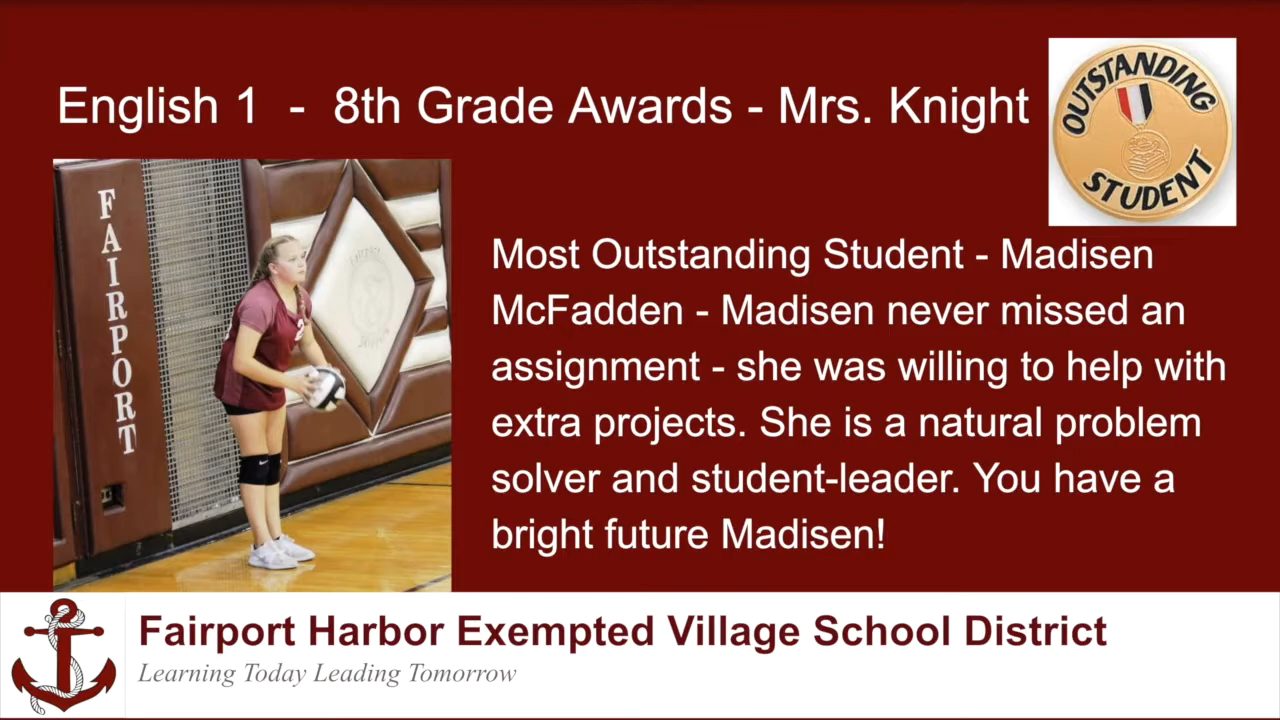 English 1 - 8th Grade Awards - Mrs. Knight
OUTSTANDING
STUDENT
FAIRPORT
Most Outstanding Student - Madisen
McFadden - Madisen never missed an
assignment - she was willing to help with
extra projects. She is a natural problem
solver and student-leader. You have a
bright future Madisen!
Fairport Harbor Exempted Village School District
Learning Today Leading Tomorrow